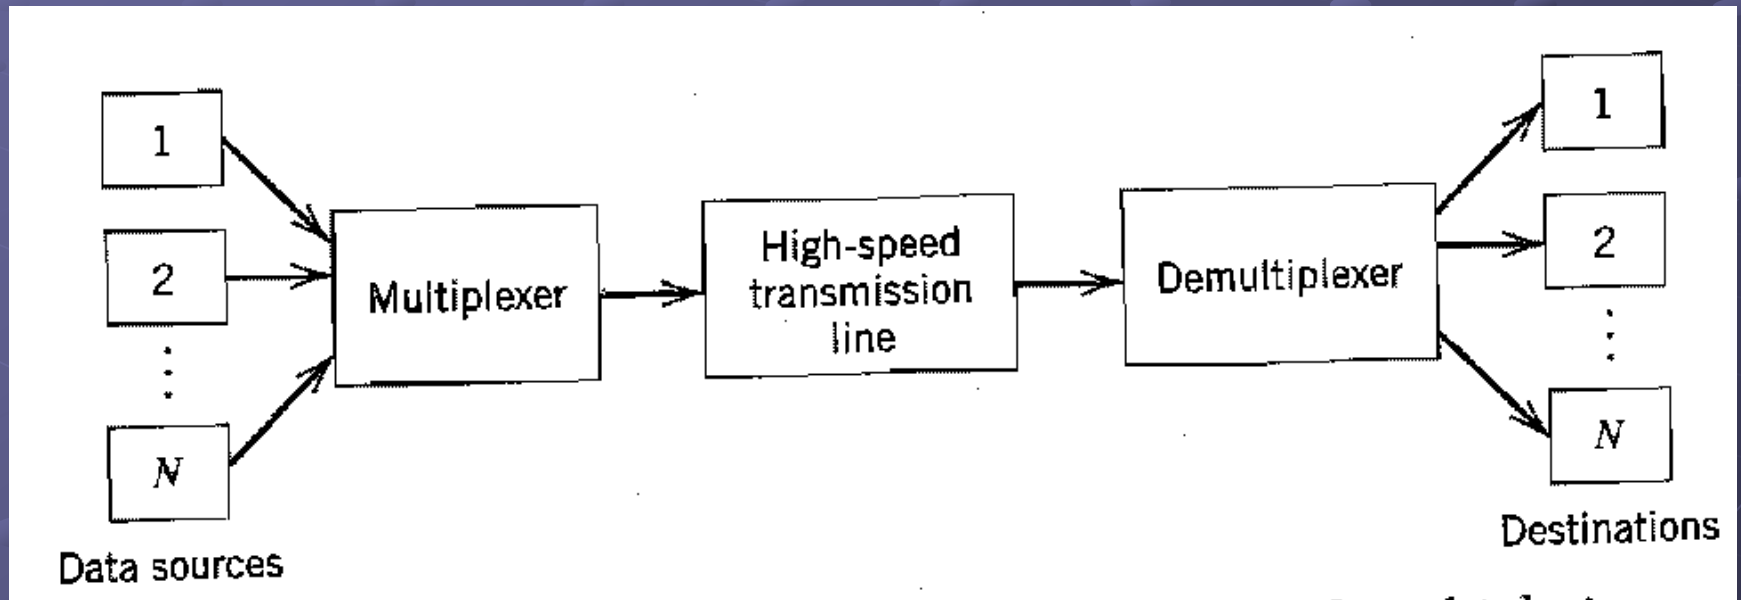 1
2
N
Data sources
Multiplexer
High-speed
transmission
line
Demultiplexer
1
2
N
Destinations